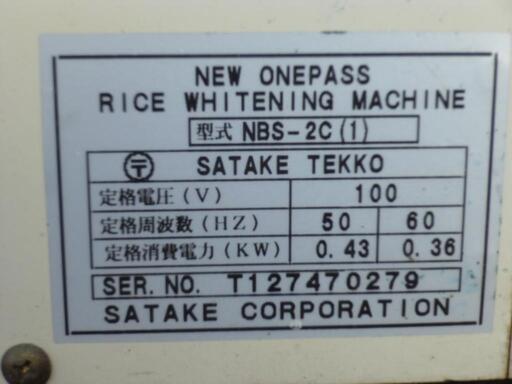 NEW ONEPASS
RICE WHITENING MACHINE
型式 NBS-2C(1)
〒 SATAKE TEKKO
定格電圧(V) 100
定格周波数(HZ) 50 60
定格消費電力(KW) 0.43 0.36
SER. NO. T127470279
SATAKE CORPORATION